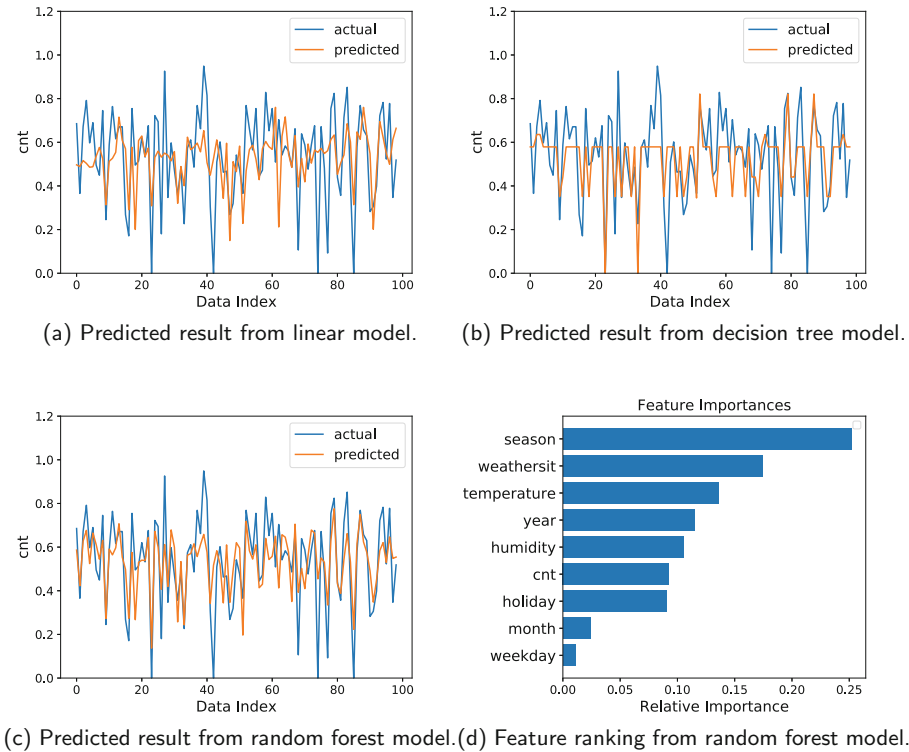 1.2
1.0
0.8
0.6
0.4
0.2
0.0
cnt
actual
predicted
0 20 40 60 80 100
Data Index
(a) Predicted result from linear model.
1.2
1.0
0.8
0.6
0.4
0.2
0.0
cnt
actual
predicted
0 20 40 60 80 100
Data Index
(b) Predicted result from decision tree model.
1.2
1.0
0.8
0.6
0.4
0.2
0.0
cnt
actual
predicted
0 20 40 60 80 100
Data Index
(c) Predicted result from random forest model.
Feature Importances
season
weathersit
temperature
year
humidity
cnt
holiday
month
weekday
0.00 0.05 0.10 0.15 0.20 0.25
Relative Importance
(d) Feature ranking from random forest model.